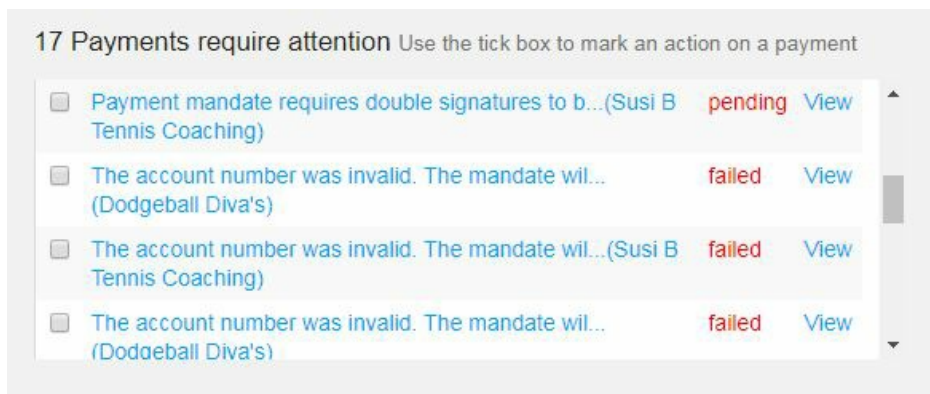 17 Payments require attention Use the tick box to mark an action on a payment
Payment mandate requires double signatures to b...(Susi B pending View
Tennis Coaching)
The account number was invalid. The mandate wil... failed View
(Dodgeball Diva's)
The account number was invalid. The mandate wil...(Susi B failed View
Tennis Coaching)
The account number was invalid. The mandate wil... failed View
(Dodgeball Diva's)